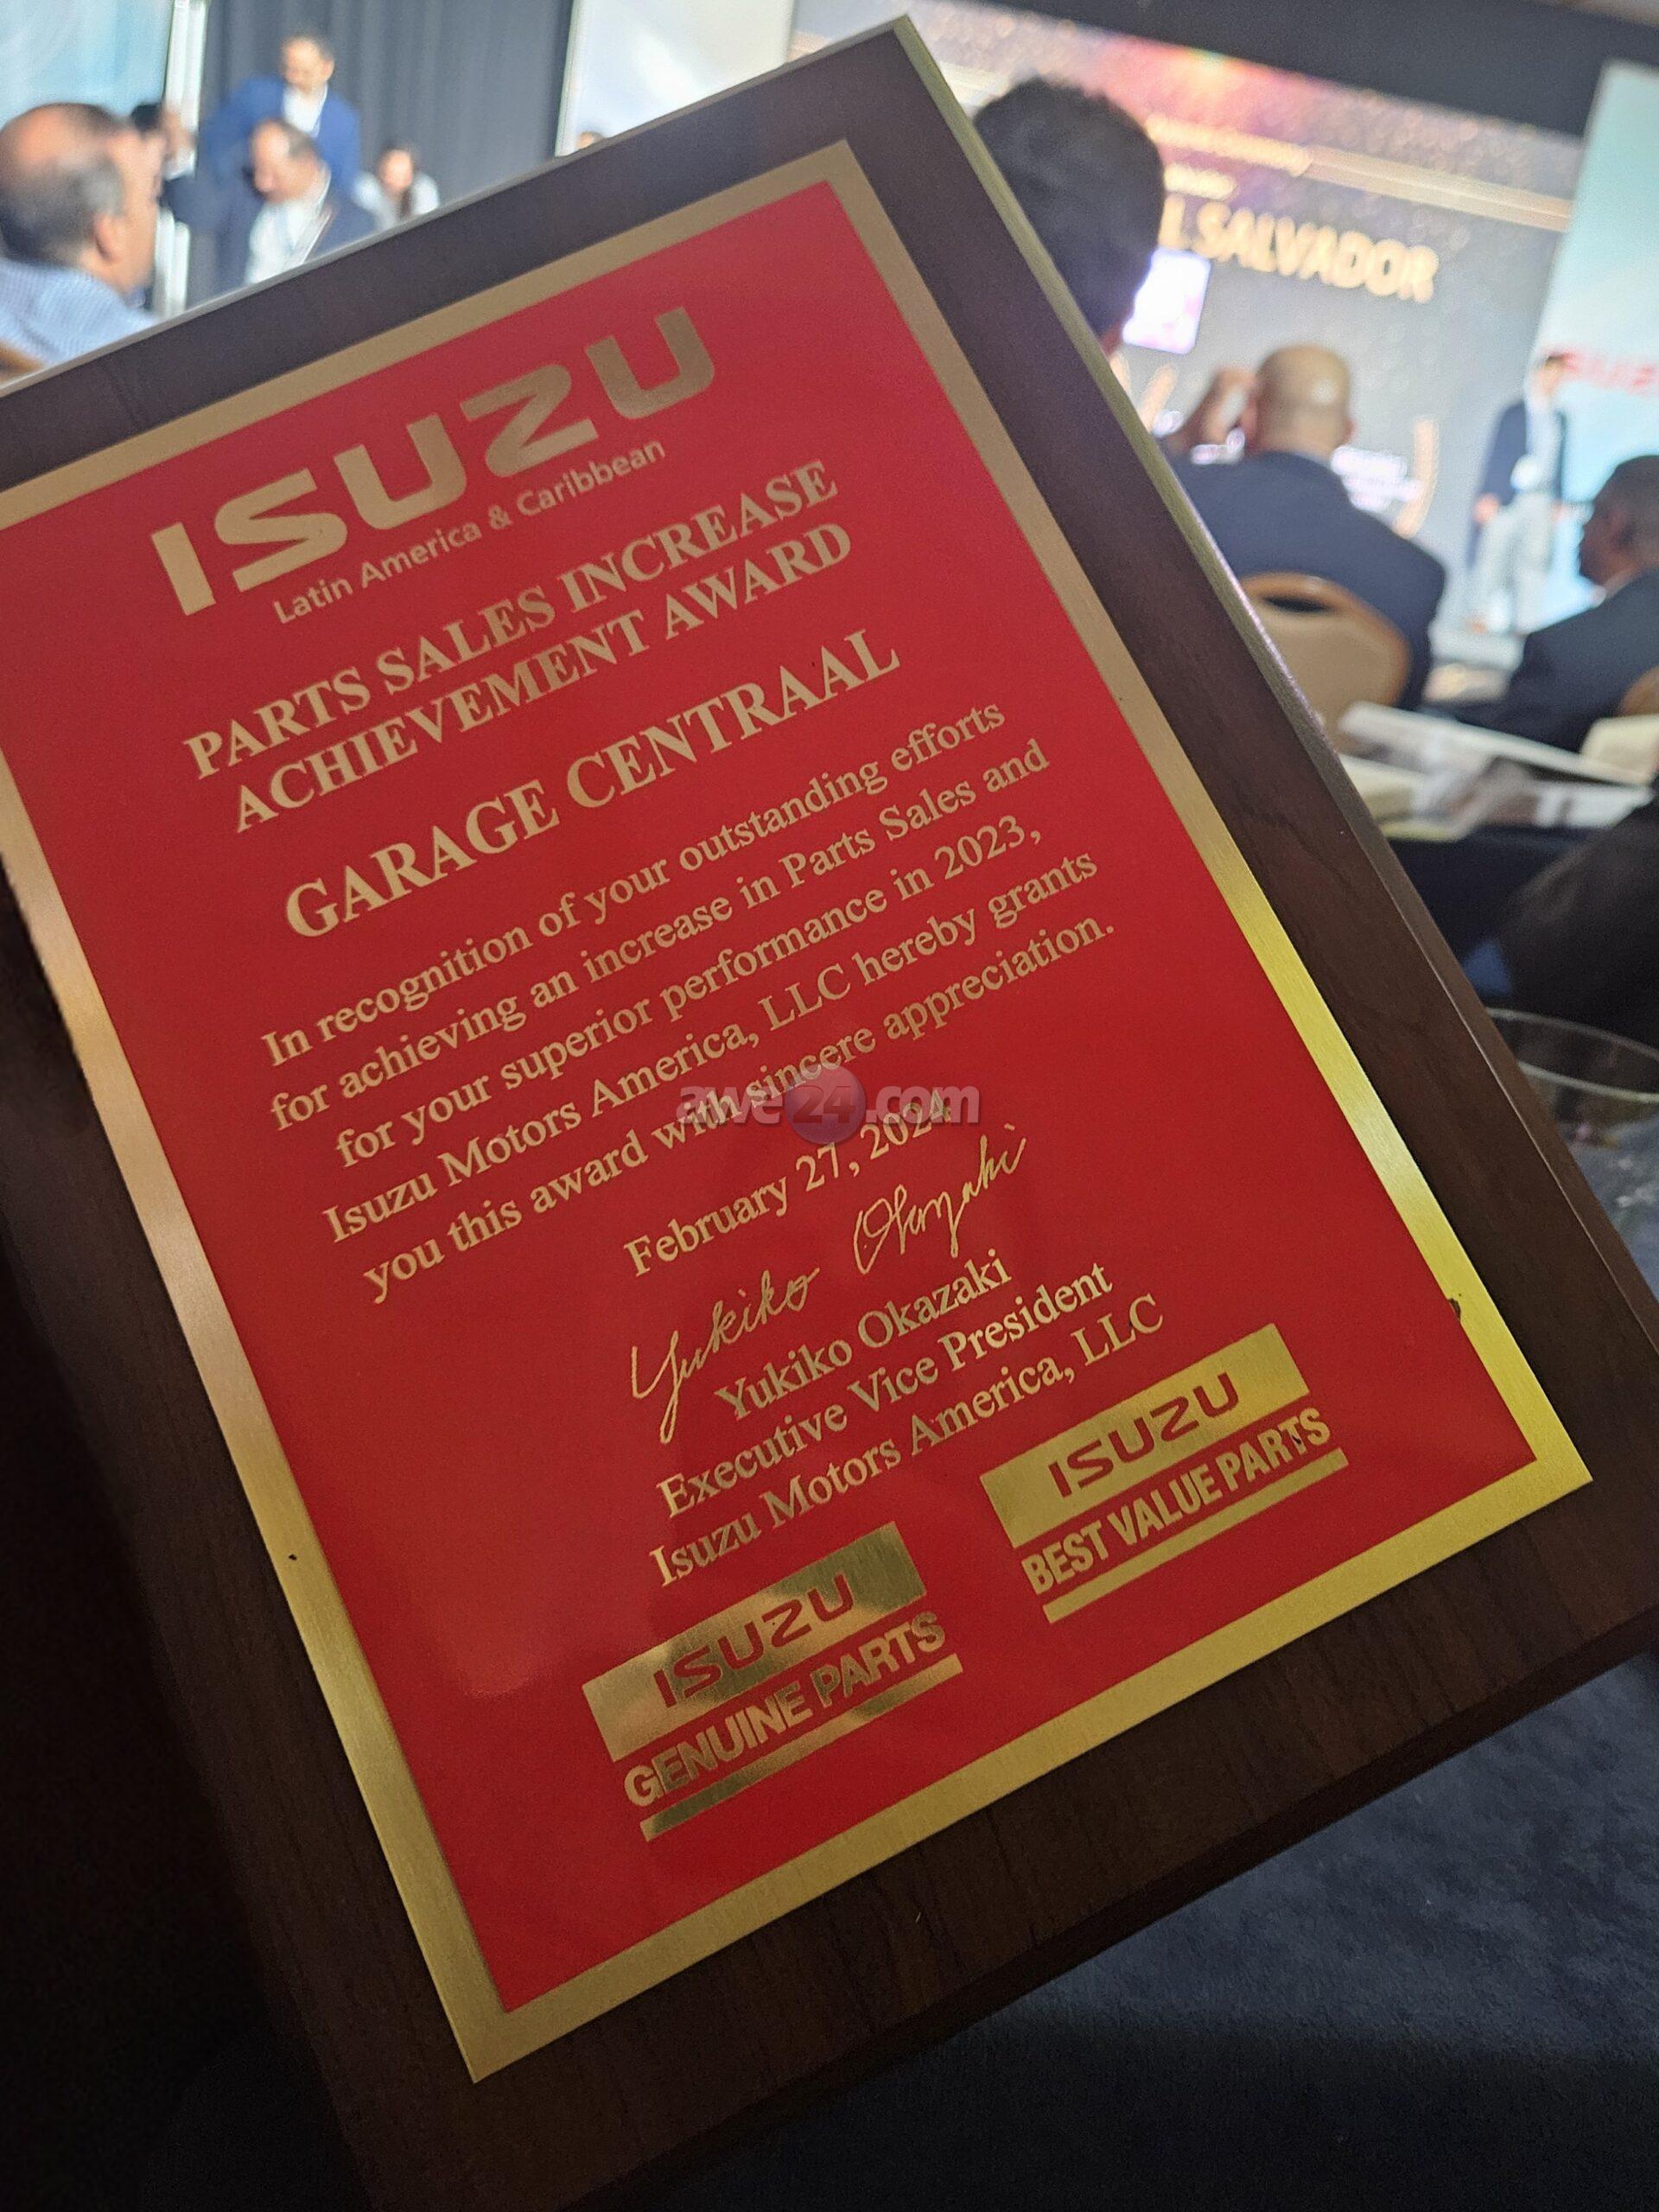 ISUZU
Latin America & Caribbean
PARTS SALES INCREASE
ACHIEVEMENT AWARD
GARAGE CENTRAAL
In recognition of your outstanding efforts
for achieving an increase in Parts Sales and
for your superior performance in 2023,
Isuzu Motors America, LLC hereby grants
you this award with sincere appreciation.
February 27, 2024
Yukiko Okazaki
Yukiko Okazaki
Executive Vice President
Isuzu Motors America, LLC
ISUZU
GENUINE PARTS
ISUZU
BEST VALUE PARTS
awe24.com
SALVADOR